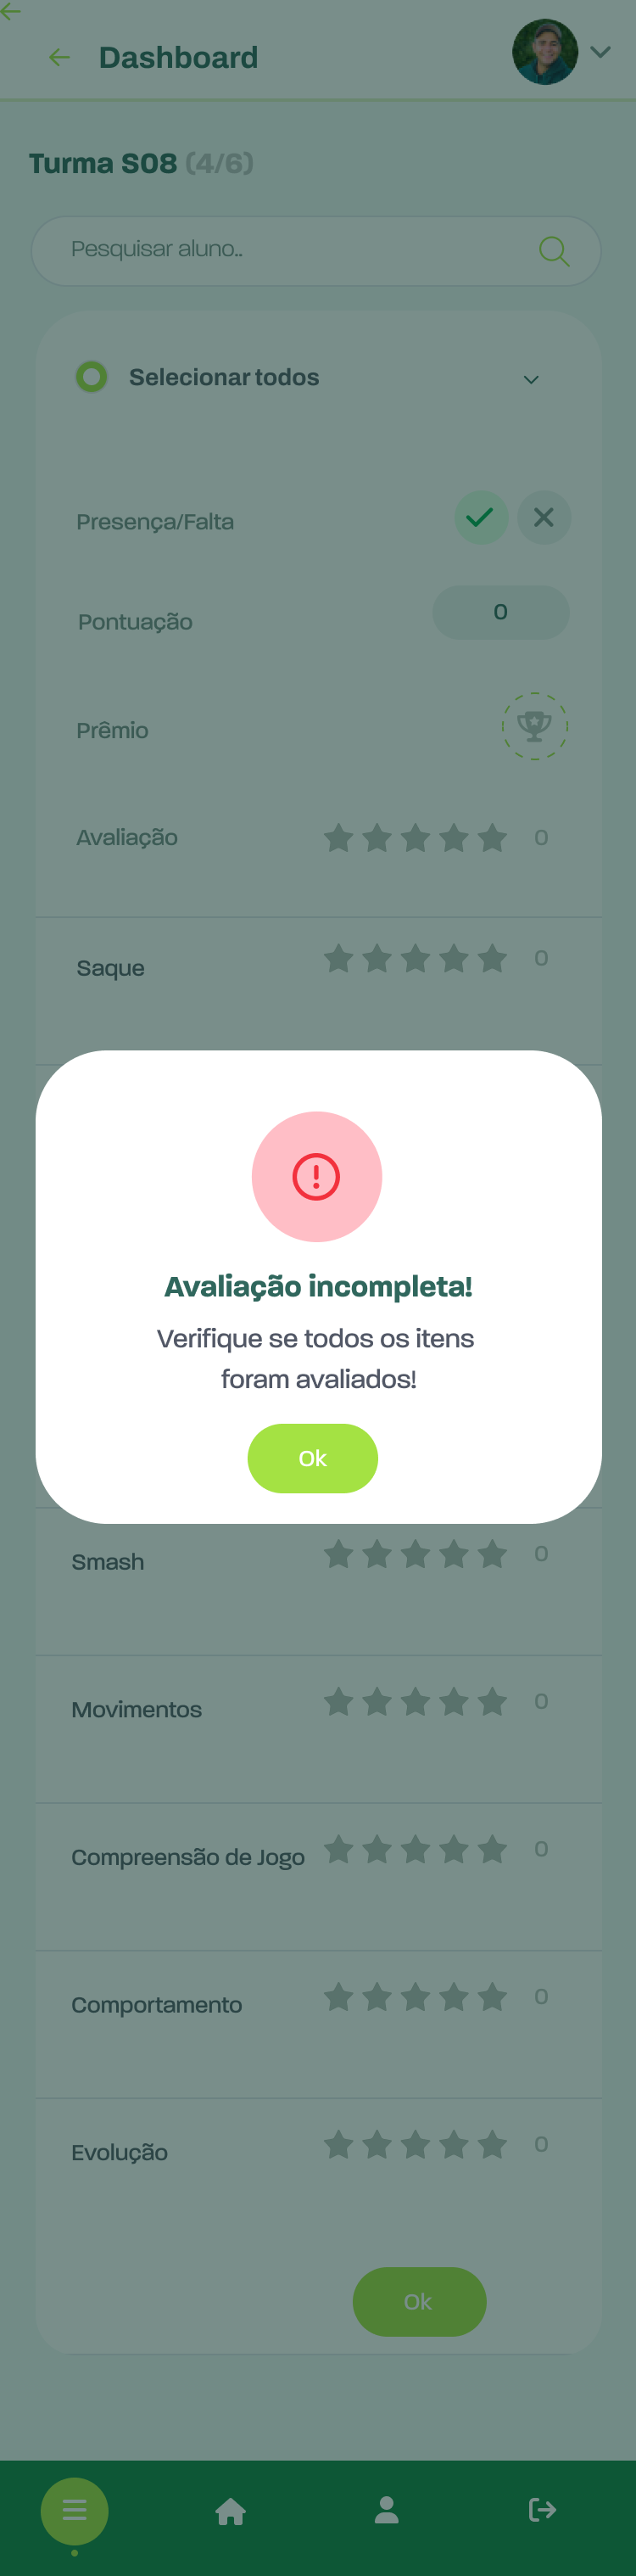 Dashboard
Turma S08 (4/6)
Pesquisar aluno..
Selecionar todos
Presença/Falta
Pontuação 0
Prêmio
Avaliação 0
Saque 0
Avaliação incompleta!
Verifique se todos os itens
foram avaliados!
Ok
Smash 0
Movimentos 0
Compreensão de Jogo 0
Comportamento 0
Evolução 0
Ok